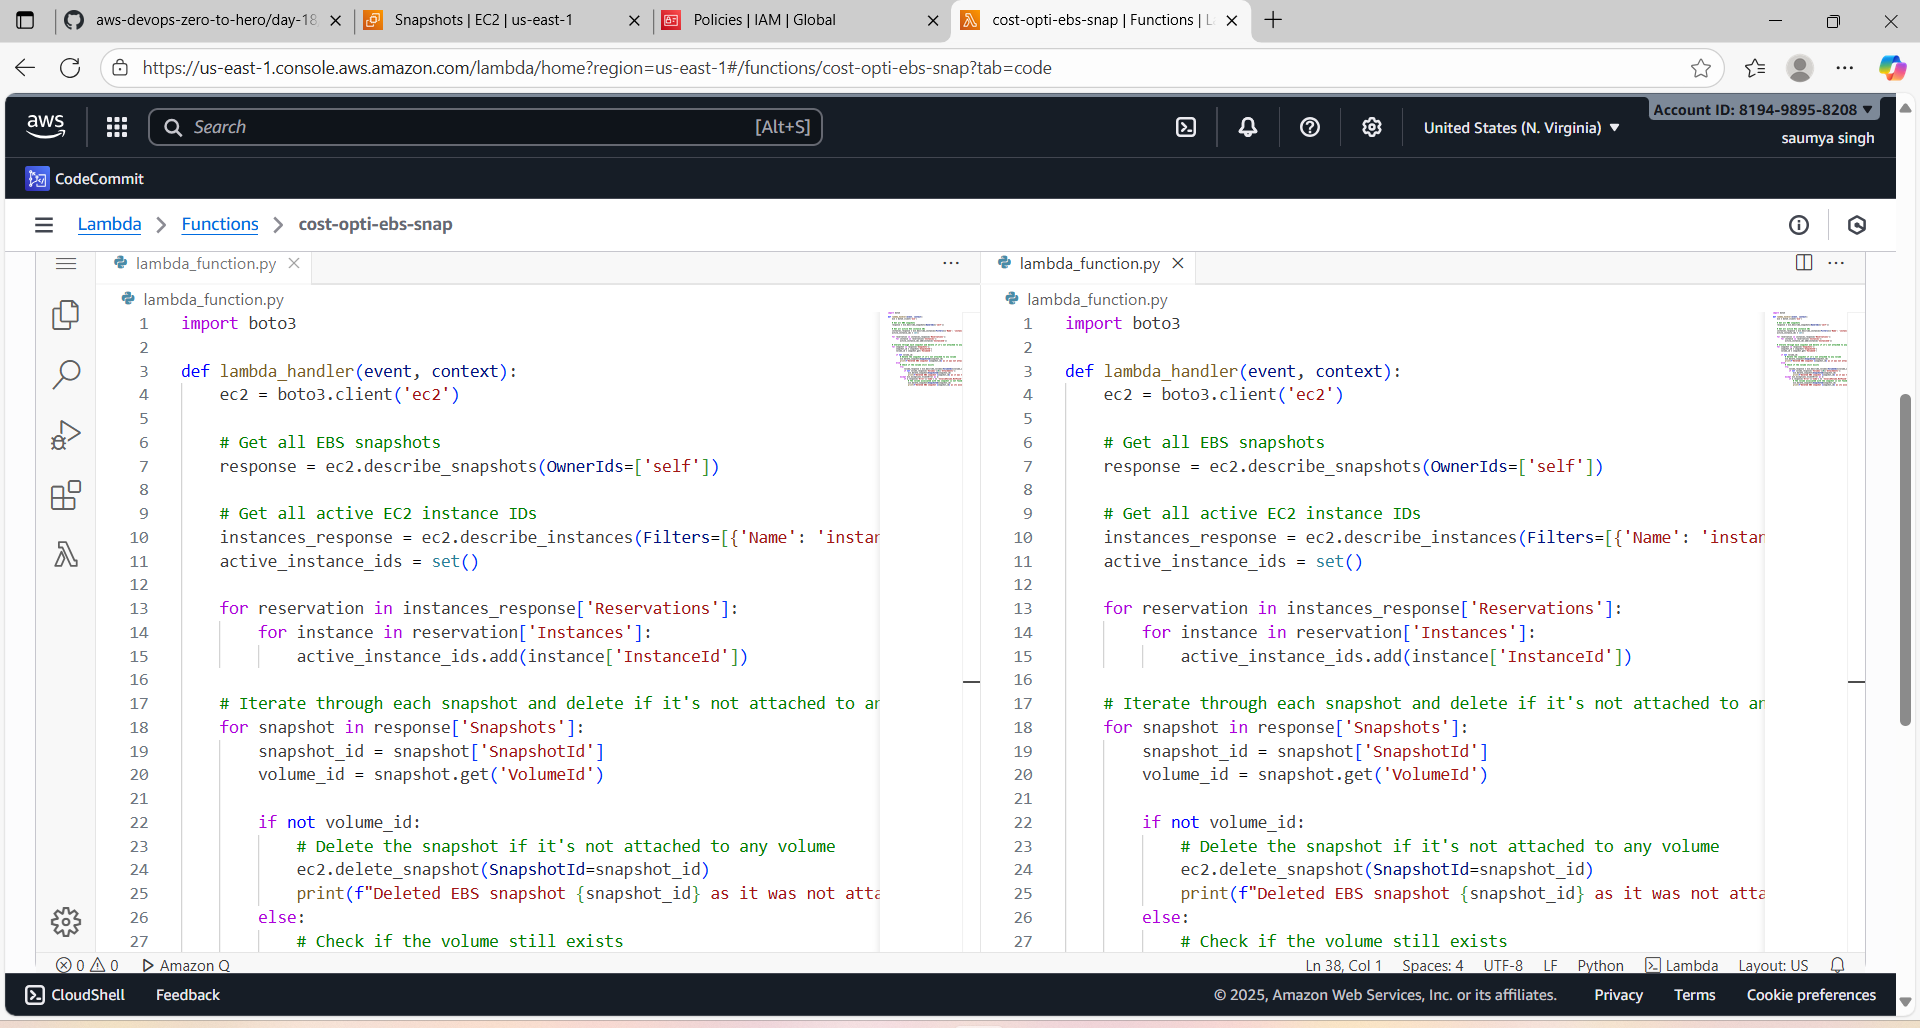 aws-devops-zero-to-hero/day-18
Snapshots | EC2 | us-east-1
Policies | IAM | Global
cost-opti-ebs-snap | Functions | L
https://us-east-1.console.aws.amazon.com/lambda/home?region=us-east-1#/functions/cost-opti-ebs-snap?tab=code
aws
Search
[Alt+S]
United States (N. Virginia)
Account ID: 8194-9895-8208
saumya singh
CodeCommit
Lambda > Functions > cost-opti-ebs-snap
lambda_function.py
lambda_function.py
1 import boto3
2
3 def lambda_handler(event, context):
4 ec2 = boto3.client('ec2')
5
6 # Get all EBS snapshots
7 response = ec2.describe_snapshots(OwnerIds=['self'])
8
9 # Get all active EC2 instance IDs
10 instances_response = ec2.describe_instances(Filters=[{'Name': 'instan
11 active_instance_ids = set()
12
13 for reservation in instances_response['Reservations']:
14 for instance in reservation['Instances']:
15 active_instance_ids.add(instance['InstanceId'])
16
17 # Iterate through each snapshot and delete if it's not attached to an
18 for snapshot in response['Snapshots']:
19 snapshot_id = snapshot['SnapshotId']
20 volume_id = snapshot.get('VolumeId')
21
22 if not volume_id:
23 # Delete the snapshot if it's not attached to any volume
24 ec2.delete_snapshot(SnapshotId=snapshot_id)
25 print(f"Deleted EBS snapshot {snapshot_id} as it was not atta
26 else:
27 # Check if the volume still exists
lambda_function.py
lambda_function.py
1 import boto3
2
3 def lambda_handler(event, context):
4 ec2 = boto3.client('ec2')
5
6 # Get all EBS snapshots
7 response = ec2.describe_snapshots(OwnerIds=['self'])
8
9 # Get all active EC2 instance IDs
10 instances_response = ec2.describe_instances(Filters=[{'Name': 'instan
11 active_instance_ids = set()
12
13 for reservation in instances_response['Reservations']:
14 for instance in reservation['Instances']:
15 active_instance_ids.add(instance['InstanceId'])
16
17 # Iterate through each snapshot and delete if it's not attached to an
18 for snapshot in response['Snapshots']:
19 snapshot_id = snapshot['SnapshotId']
20 volume_id = snapshot.get('VolumeId')
21
22 if not volume_id:
23 # Delete the snapshot if it's not attached to any volume
24 ec2.delete_snapshot(SnapshotId=snapshot_id)
25 print(f"Deleted EBS snapshot {snapshot_id} as it was not atta
26 else:
27 # Check if the volume still exists
0 0 Amazon Q
Ln 38, Col 1 Spaces: 4 UTF-8 LF Python Lambda Layout: US
CloudShell Feedback
© 2025, Amazon Web Services, Inc. or its affiliates. Privacy Terms Cookie preferences